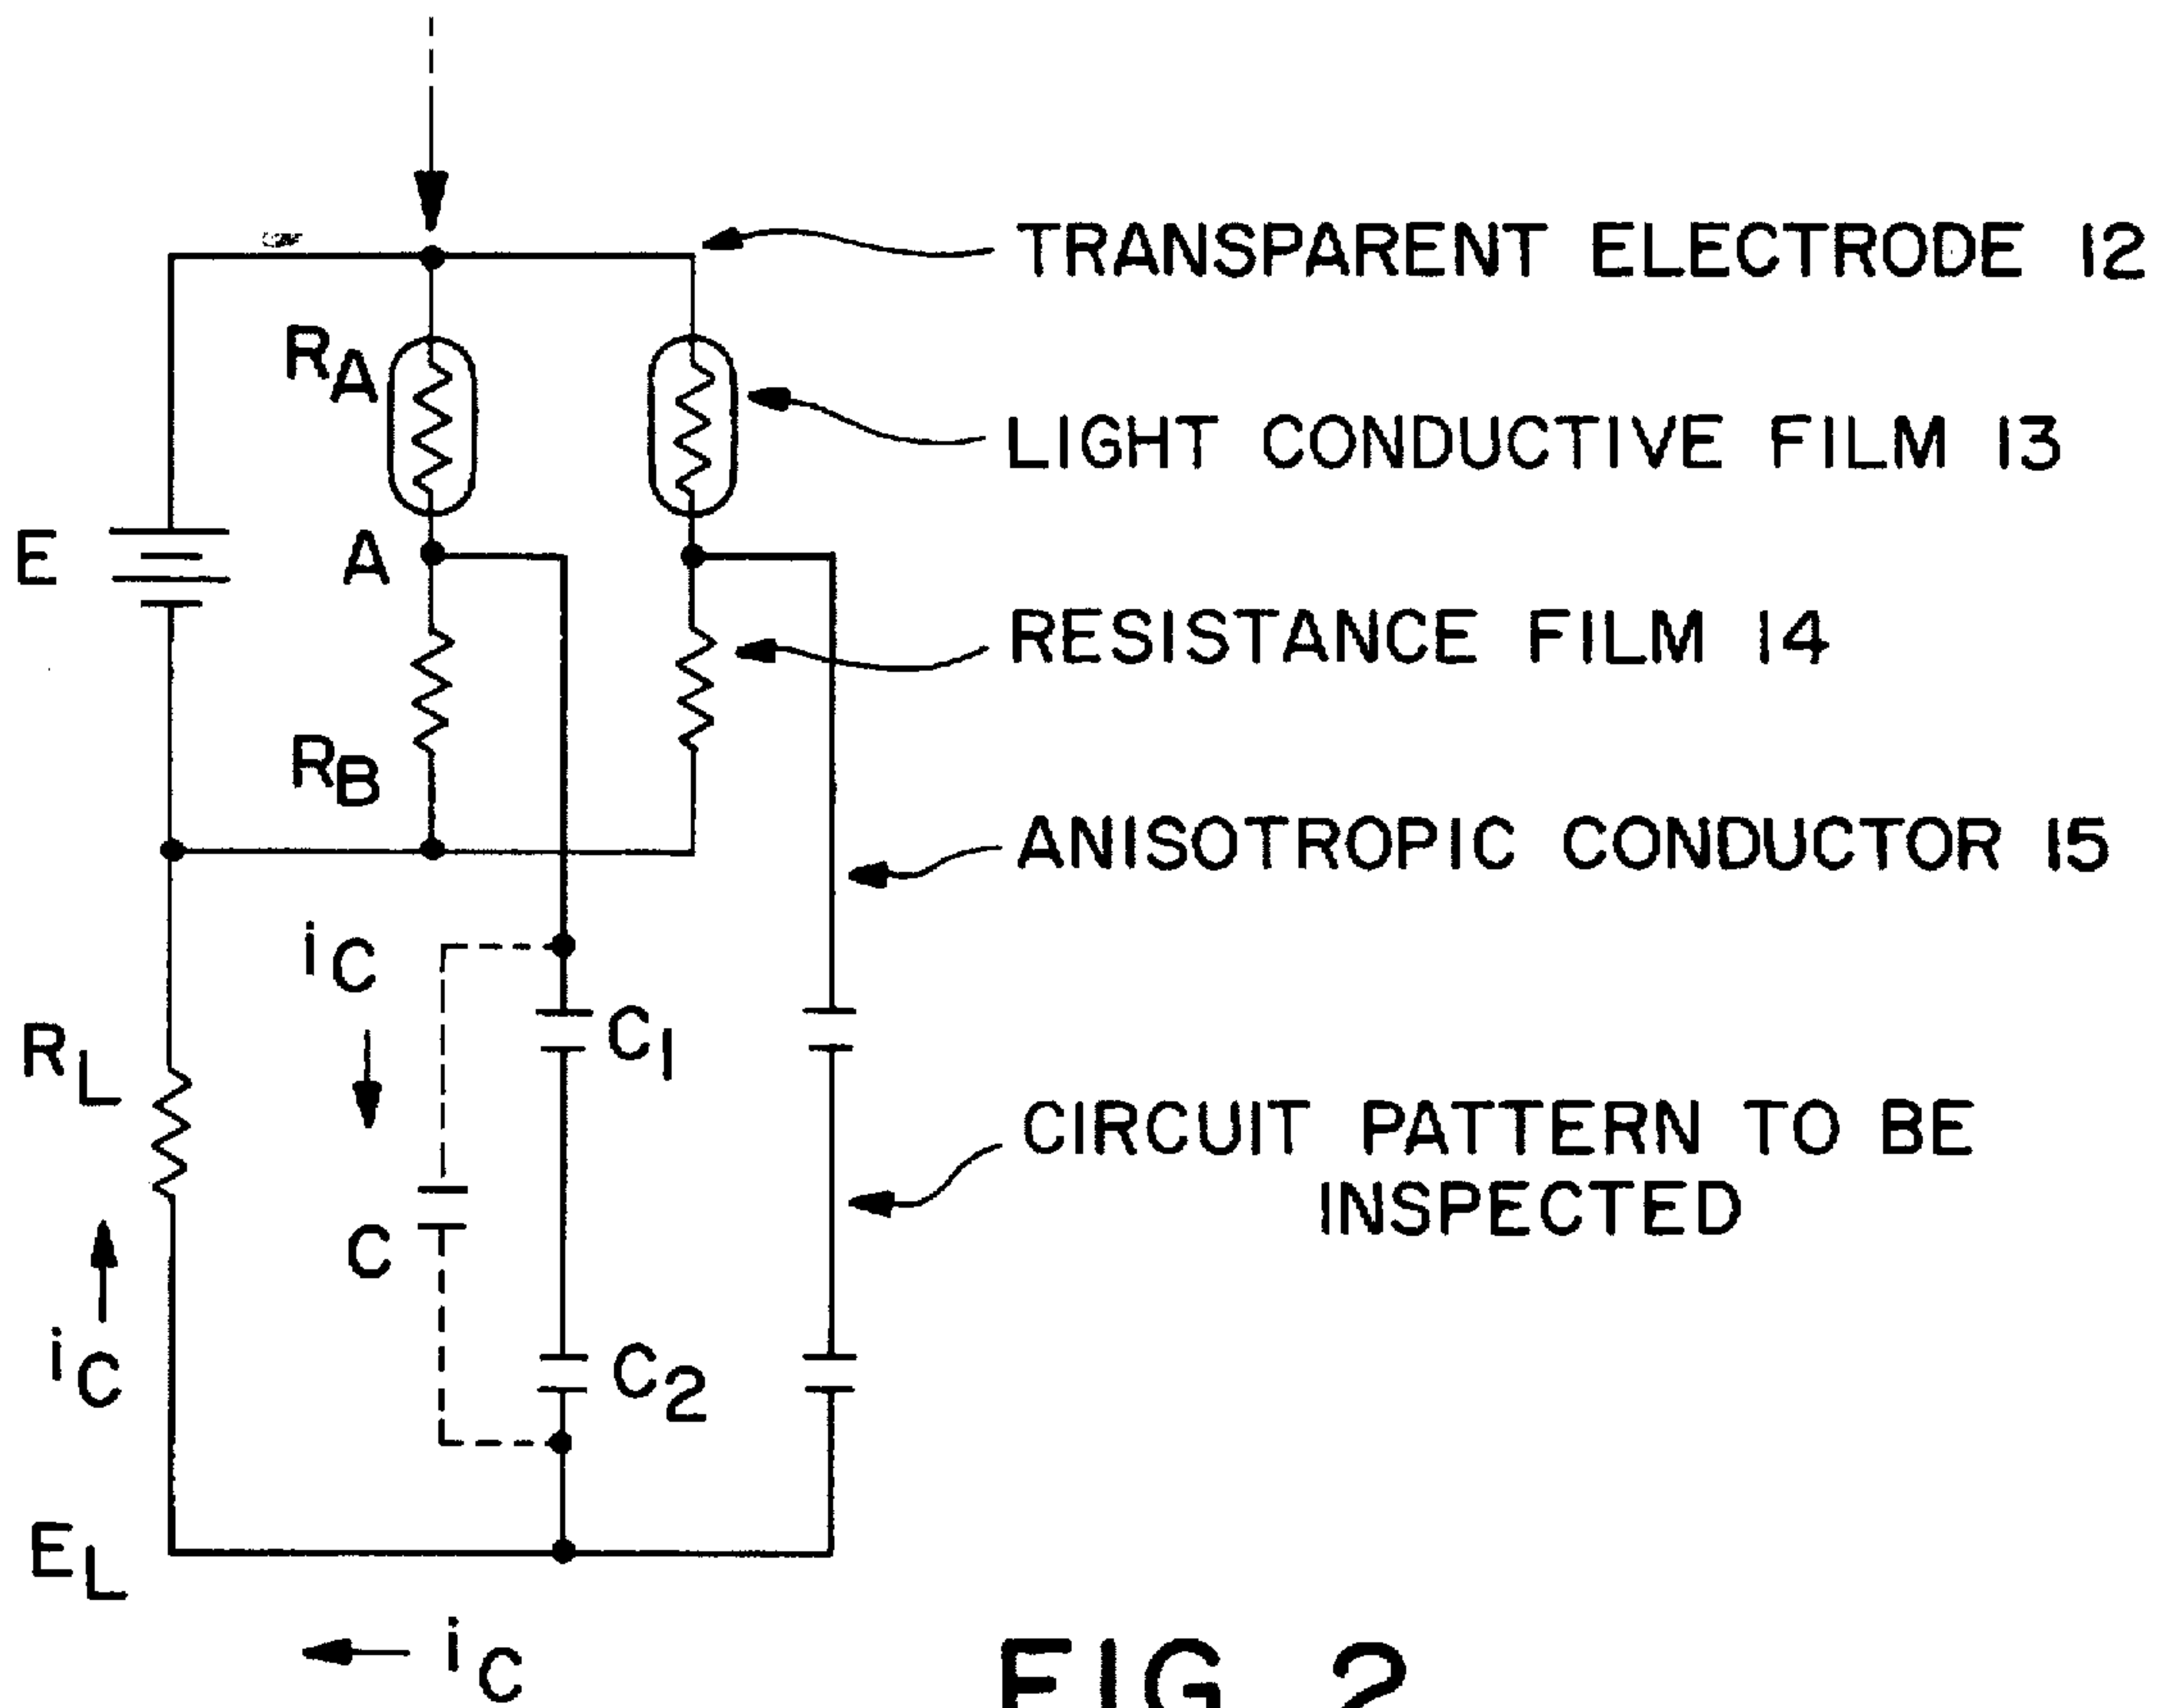 TRANSPARENT ELECTRODE 12
RA
LIGHT CONDUCTIVE FILM 13
E
A
RESISTANCE FILM 14
RB
ANISOTROPIC CONDUCTOR 15
iC
C1
RL
CIRCUIT PATTERN TO BE
INSPECTED
C
iC
C2
EL
iC
FIG 2